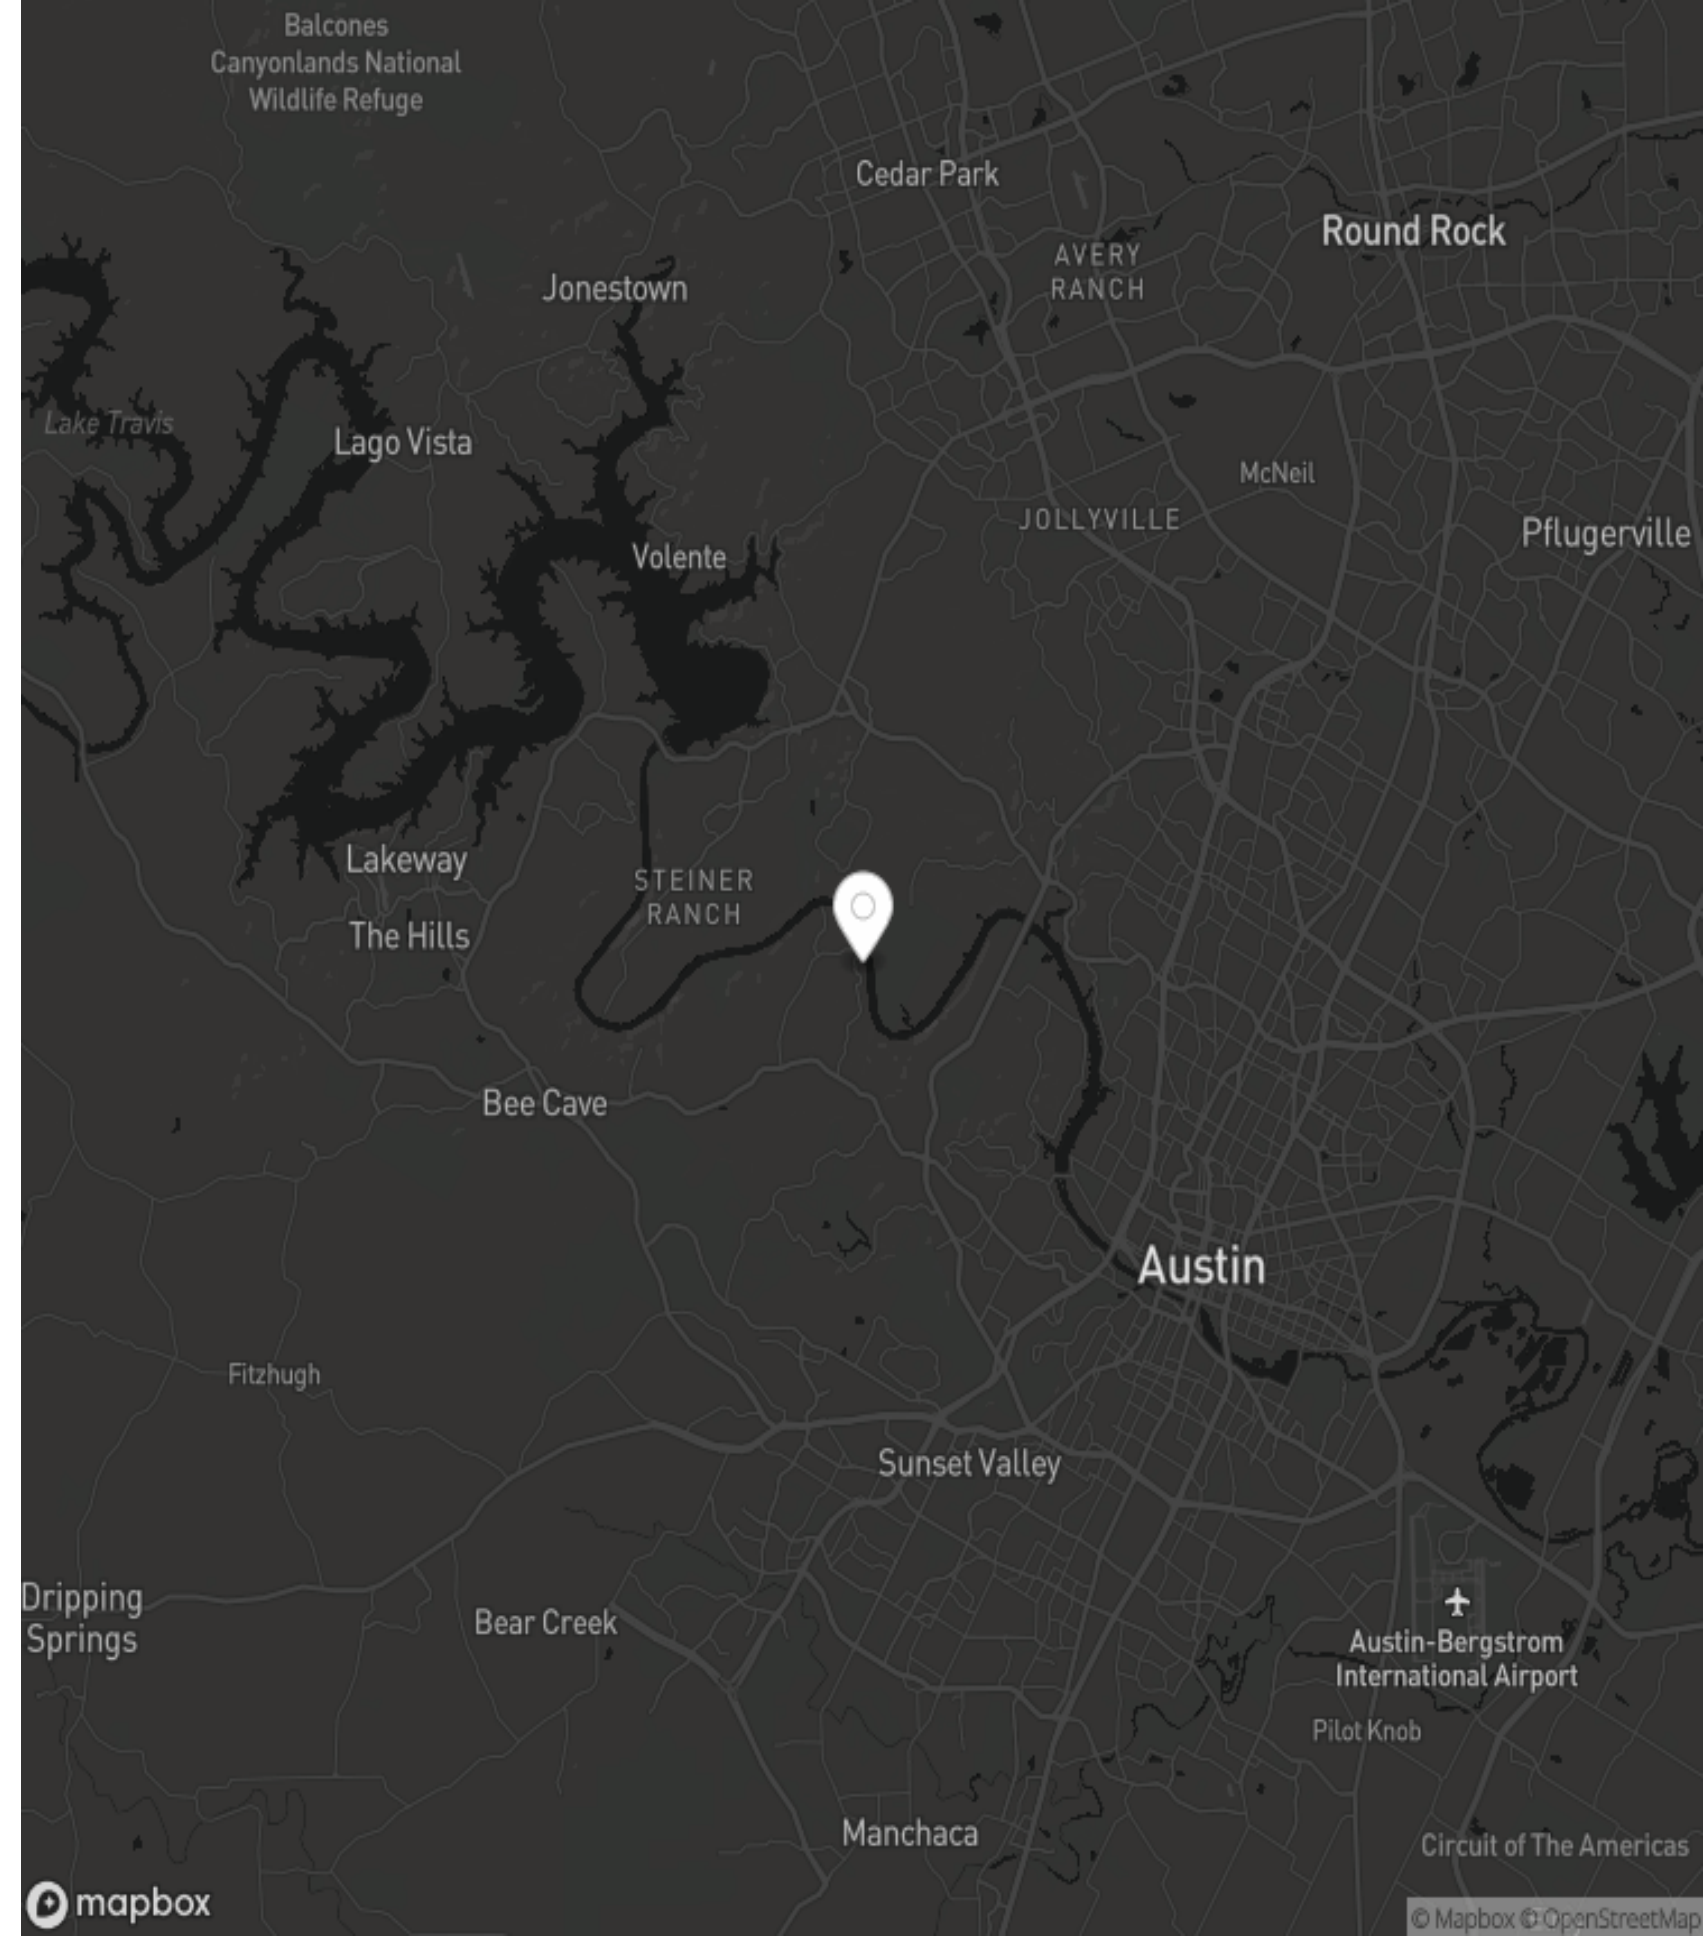 Balcones
Canyonlands National
Wildlife Refuge
Cedar Park
Round Rock
AVERY
RANCH
Jonestown
Lake Travis
Lago Vista
McNeil
JOLLYVILLE
Pflugerville
Volente
Lakeway
STEINER
RANCH
The Hills
Bee Cave
Austin
Fitzhugh
Sunset Valley
Dripping
Springs
Bear Creek
Austin-Bergstrom
International Airport
Pilot Knob
Manchaca
Circuit of The Americas
mapbox
© Mapbox © OpenStreetMap